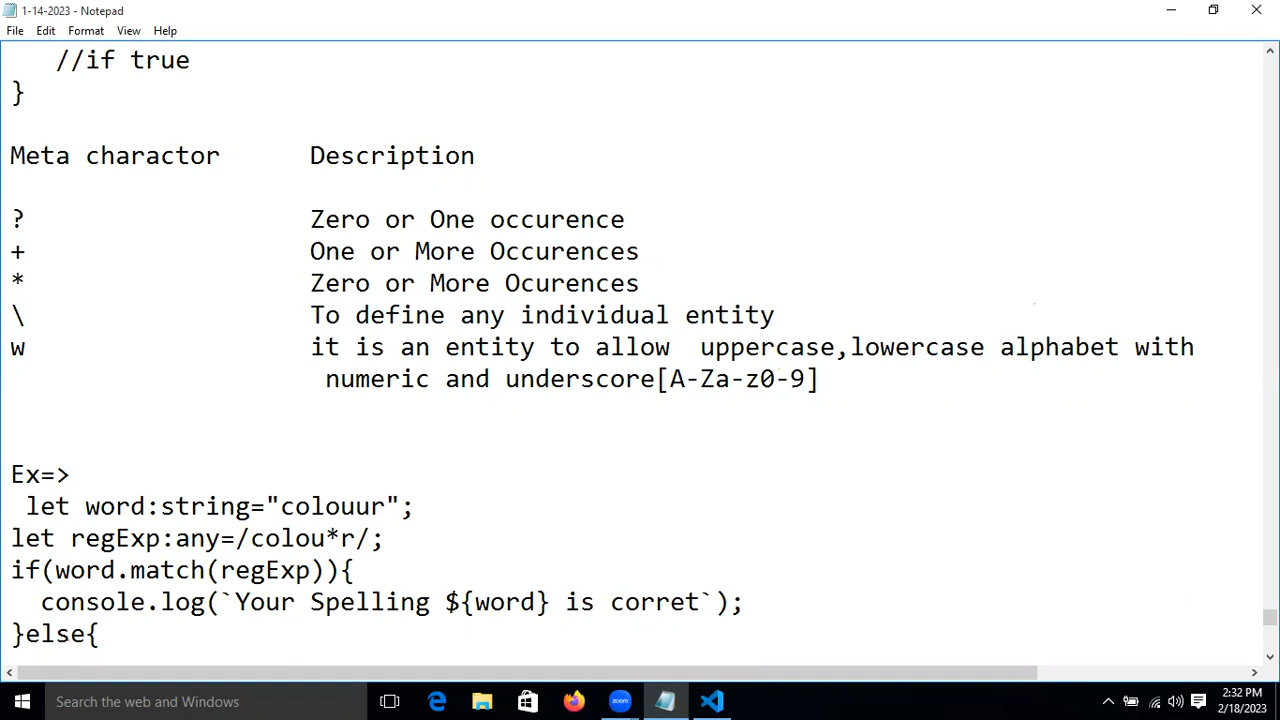 1-14-2023 - Notepad
File Edit Format View Help
//if true
}
Meta charactor Description
? Zero or One occurence
+ One or More Occurences
* Zero or More Ocurences
\ To define any individual entity
w it is an entity to allow  uppercase,lowercase alphabet with
numeric and underscore[A-Za-z0-9]
Ex=>
let word:string="colouur";
let regExp:any=/colou*r/;
if(word.match(regExp)){
console.log(`Your Spelling ${word} is corret`);
}else{
Search the web and Windows
zoom
2:32 PM
2/18/2023